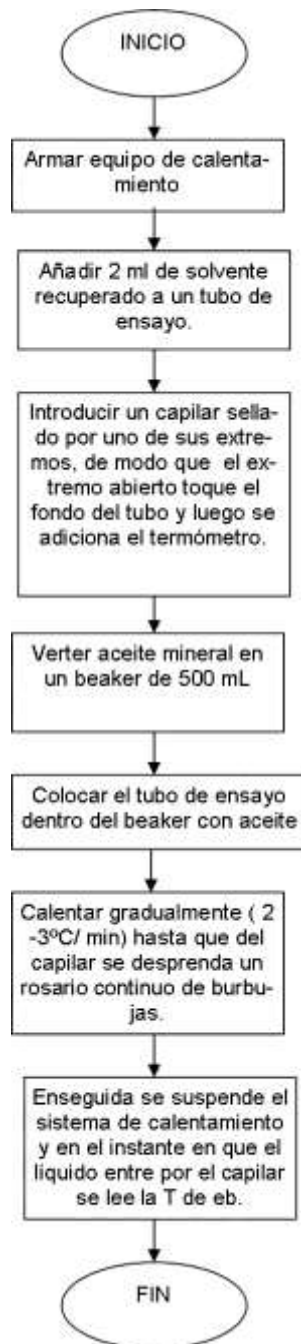 INICIO
Armar equipo de calenta-
miento
Añadir 2 ml de solvente
recuperado a un tubo de
ensayo.
Introducir un capilar sella-
do por uno de sus extre-
mos, de modo que el ex-
tremo abierto toque el
fondo del tubo y luego se
adiciona el termómetro.
Verter aceite mineral en
un beaker de 500 mL
Colocar el tubo de ensayo
dentro del beaker con aceite
Calentar gradualmente ( 2
-3ºC/ min) hasta que del
capilar se desprenda un
rosario continuo de burbu-
jas.
Enseguida se suspende el
sistema de calentamiento
y en el instante en que el
líquido entre por el capilar
se lee la T de eb.
FIN